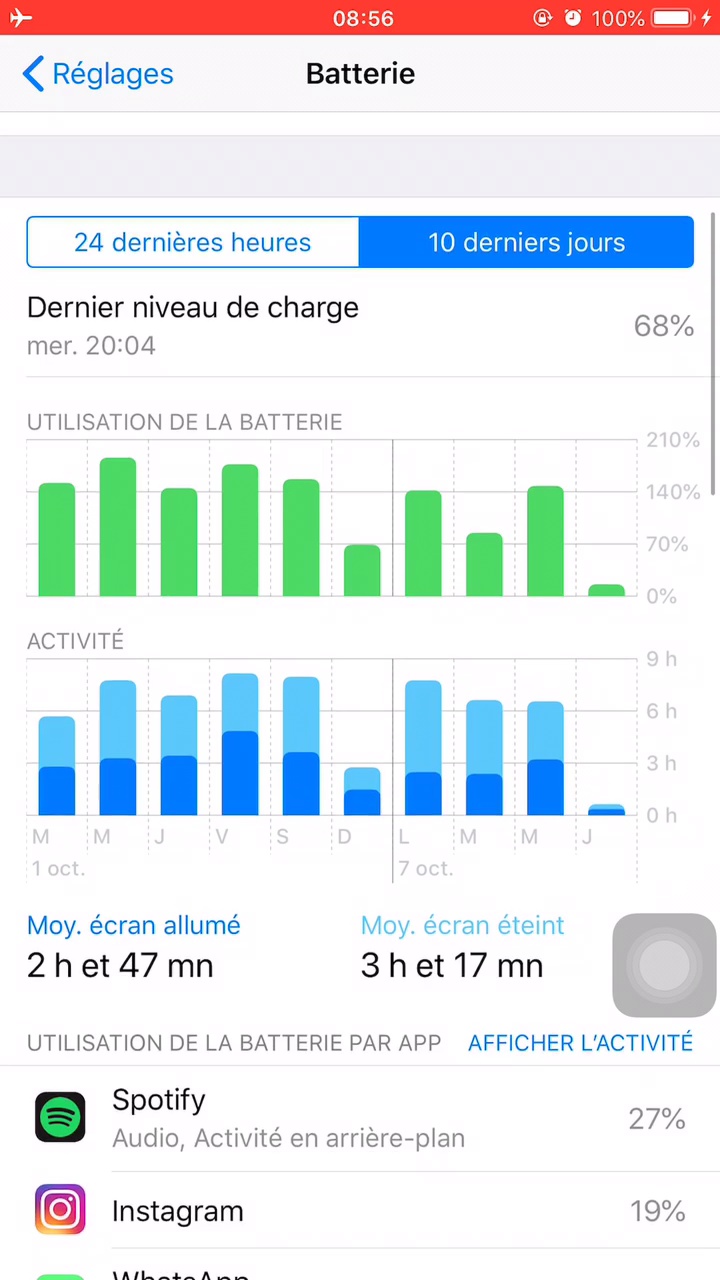 08:56
100%
Réglages
Batterie
24 dernières heures
10 derniers jours
Dernier niveau de charge
mer. 20:04
68%
UTILISATION DE LA BATTERIE
210%
140%
70%
0%
ACTIVITÉ
9 h
6 h
3 h
0 h
M M J V S D L M M J
1 oct. 7 oct.
Moy. écran allumé
2 h et 47 mn
Moy. écran éteint
3 h et 17 mn
UTILISATION DE LA BATTERIE PAR APP
AFFICHER L’ACTIVITÉ
Spotify
Audio, Activité en arrière-plan
27%
Instagram
19%
WhatsApp